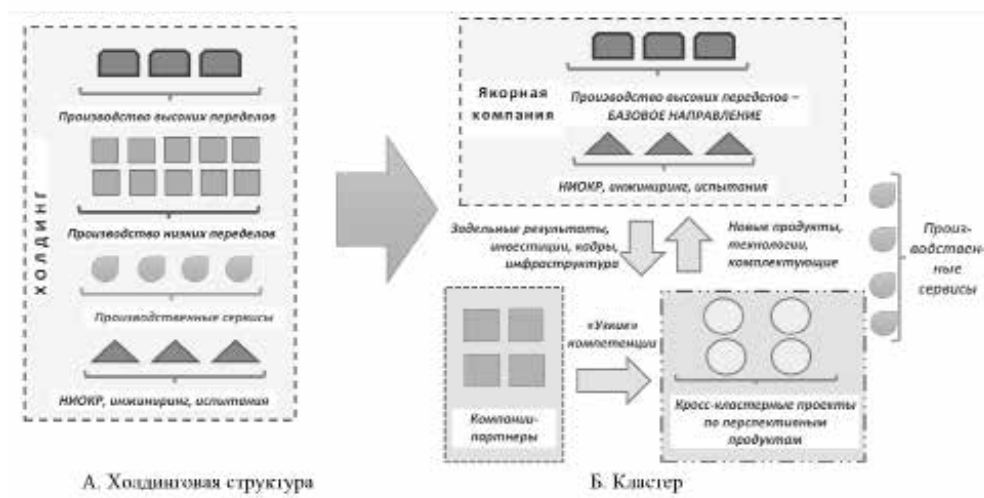 ХОЛДИНГ
Производство высоких переделов
Производство низких переделов
Производственные сервисы
НИОКР, инжиниринг, испытания
А. Холдинговая структура
Якорная
компания
Производство высоких переделов –
БАЗОВОЕ НАПРАВЛЕНИЕ
НИОКР, инжиниринг, испытания
Задельные результаты,
инвестиции, кадры,
инфраструктура
Новые продукты,
технологии,
комплектующие
Произ-
водствен-
ные
сервисы
«Узкие»
компетенции
Компании-
партнеры
Кросс-кластерные проекты
по перспективным
продуктам
Б. Кластер